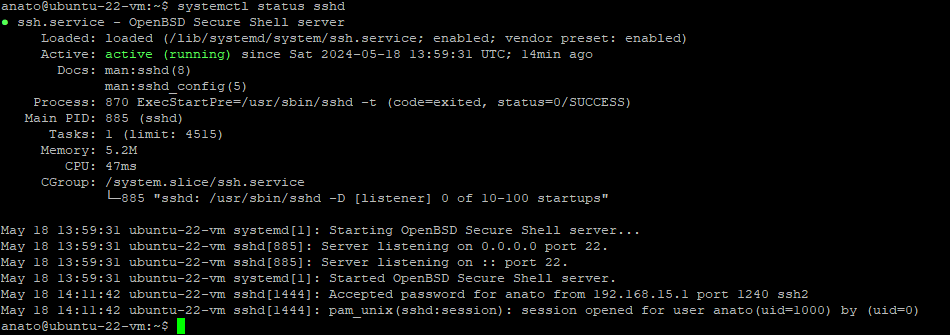 anato@ubuntu-22-vm:~$ systemctl status sshd
● ssh.service - OpenBSD Secure Shell server
     Loaded: loaded (/lib/systemd/system/ssh.service; enabled; vendor preset: enabled)
     Active: active (running) since Sat 2024-05-18 13:59:31 UTC; 14min ago
       Docs: man:sshd(8)
             man:sshd_config(5)
    Process: 870 ExecStartPre=/usr/sbin/sshd -t (code=exited, status=0/SUCCESS)
   Main PID: 885 (sshd)
      Tasks: 1 (limit: 4515)
     Memory: 5.2M
        CPU: 47ms
     CGroup: /system.slice/ssh.service
             └─885 "sshd: /usr/sbin/sshd -D [listener] 0 of 10-100 startups"

May 18 13:59:31 ubuntu-22-vm systemd[1]: Starting OpenBSD Secure Shell server...
May 18 13:59:31 ubuntu-22-vm sshd[885]: Server listening on 0.0.0.0 port 22.
May 18 13:59:31 ubuntu-22-vm sshd[885]: Server listening on :: port 22.
May 18 13:59:31 ubuntu-22-vm systemd[1]: Started OpenBSD Secure Shell server.
May 18 14:11:42 ubuntu-22-vm sshd[1444]: Accepted password for anato from 192.168.15.1 port 1240 ssh2
May 18 14:11:42 ubuntu-22-vm sshd[1444]: pam_unix(sshd:session): session opened for user anato(uid=1000) by (uid=0)
anato@ubuntu-22-vm:~$